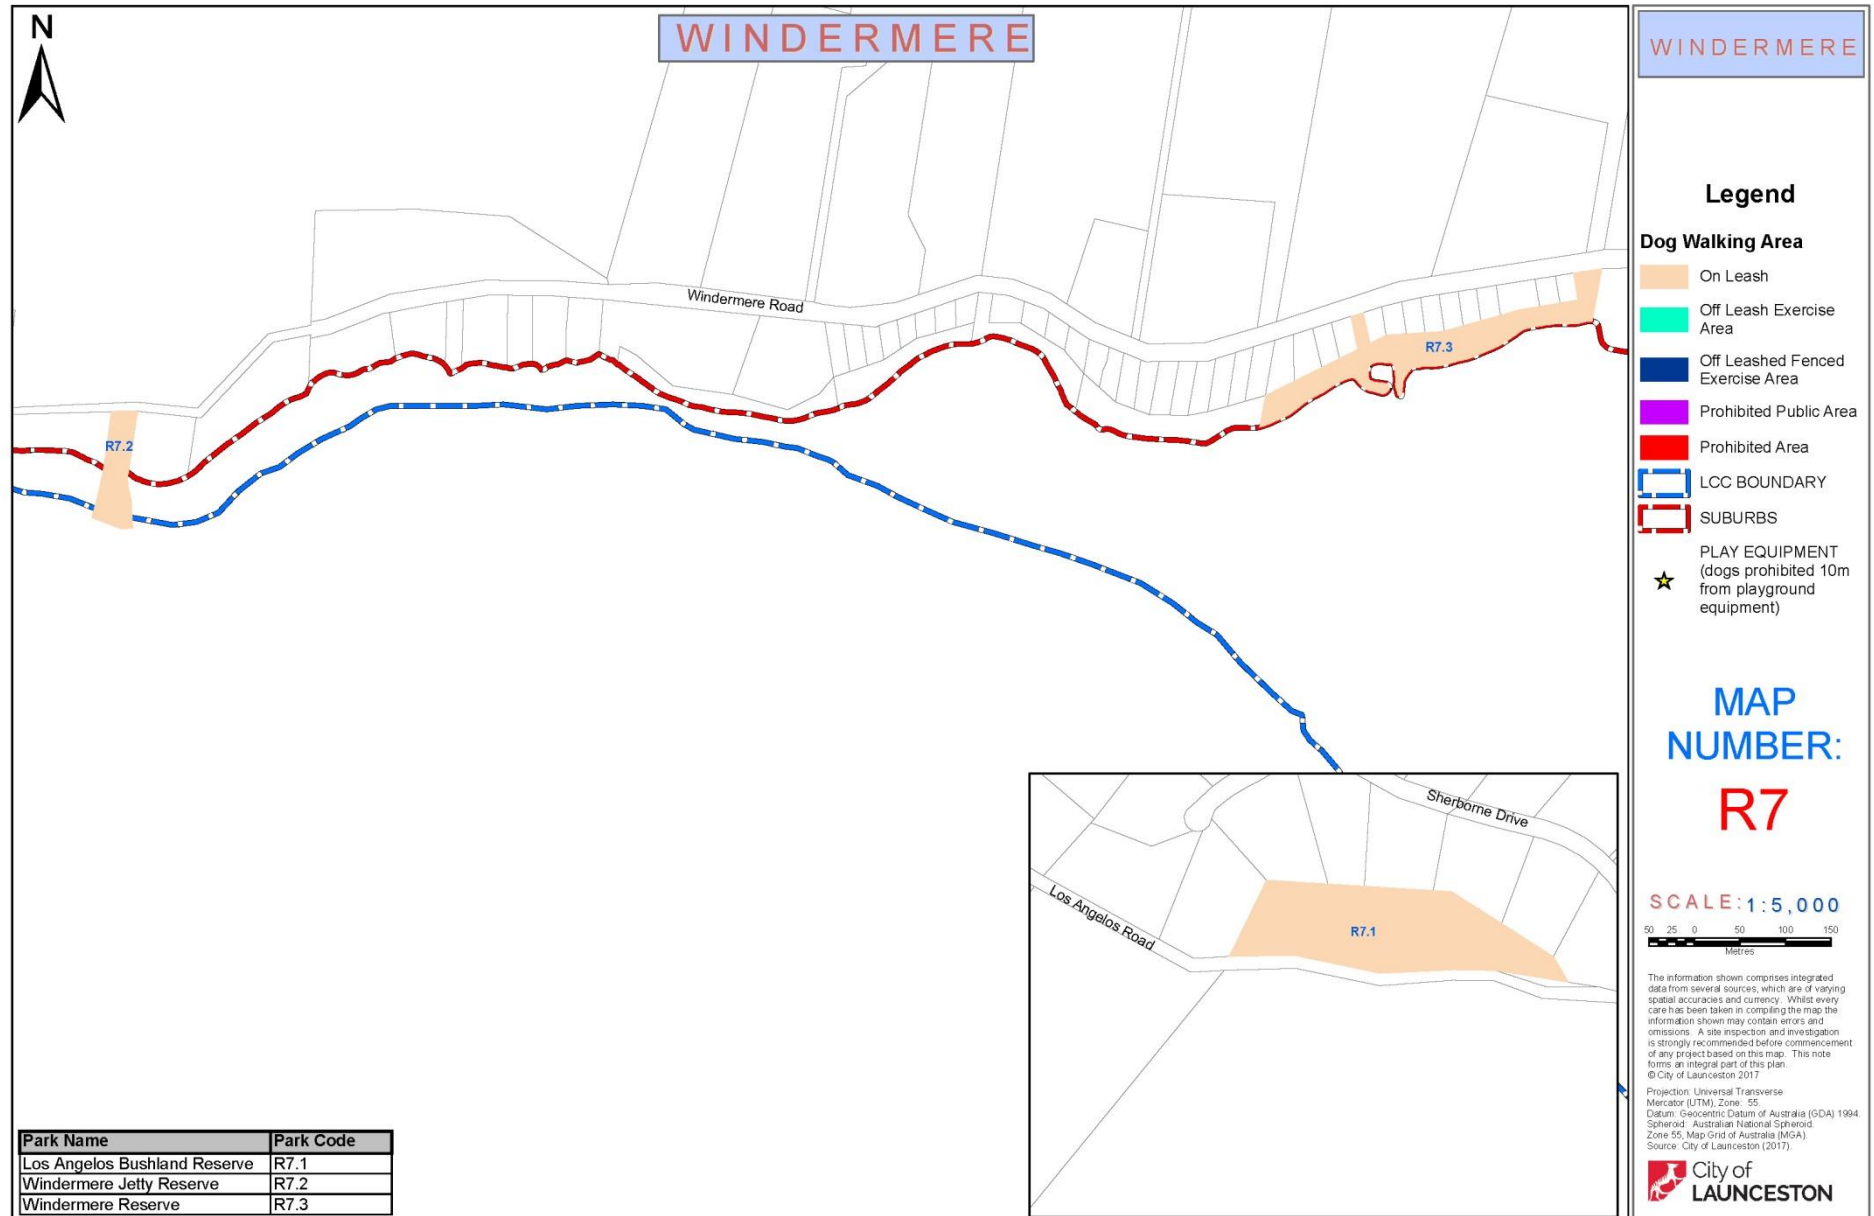 N
WINDERMERE
Windermere Road
R7.3
R7.2
Sherborne Drive
Los Angelos Road
R7.1
Park Name Park Code
Los Angelos Bushland Reserve R7.1
Windermere Jetty Reserve R7.2
Windermere Reserve R7.3
WINDERMERE
Legend
Dog Walking Area
On Leash
Off Leash Exercise
Area
Off Leashed Fenced
Exercise Area
Prohibited Public Area
Prohibited Area
LCC BOUNDARY
SUBURBS
PLAY EQUIPMENT
(dogs prohibited 10m
from playground
equipment)
MAP
NUMBER:
R7
SCALE: 1:5,000
50 25 0 50 100 150
Metres
The information shown comprises integrated
data from several sources, which are of varying
spatial accuracies and currency. Whilst every
care has been taken in compiling the map the
information shown may contain errors and
omissions. A site inspection and investigation
is strongly recommended before commencement
of any project based on this map. This note
forms an integral part of this plan.
© City of Launceston 2017
Projection: Universal Transverse
Mercator (UTM), Zone: 55.
Datum: Geocentric Datum of Australia (GDA) 1994.
Spheroid: Australian National Spheroid.
Zone 55, Map Grid of Australia (MGA).
Source: City of Launceston (2017).
City of
LAUNCESTON